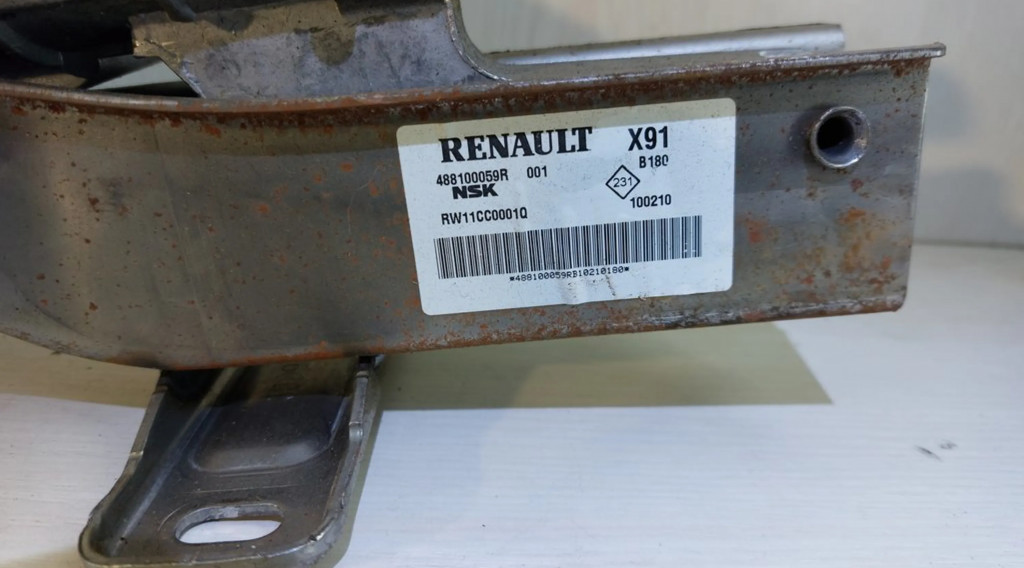 RENAULT X91
B180
488100059R 001
NSK
231
100210
RW11CC0001Q
*488100059RB10210180*